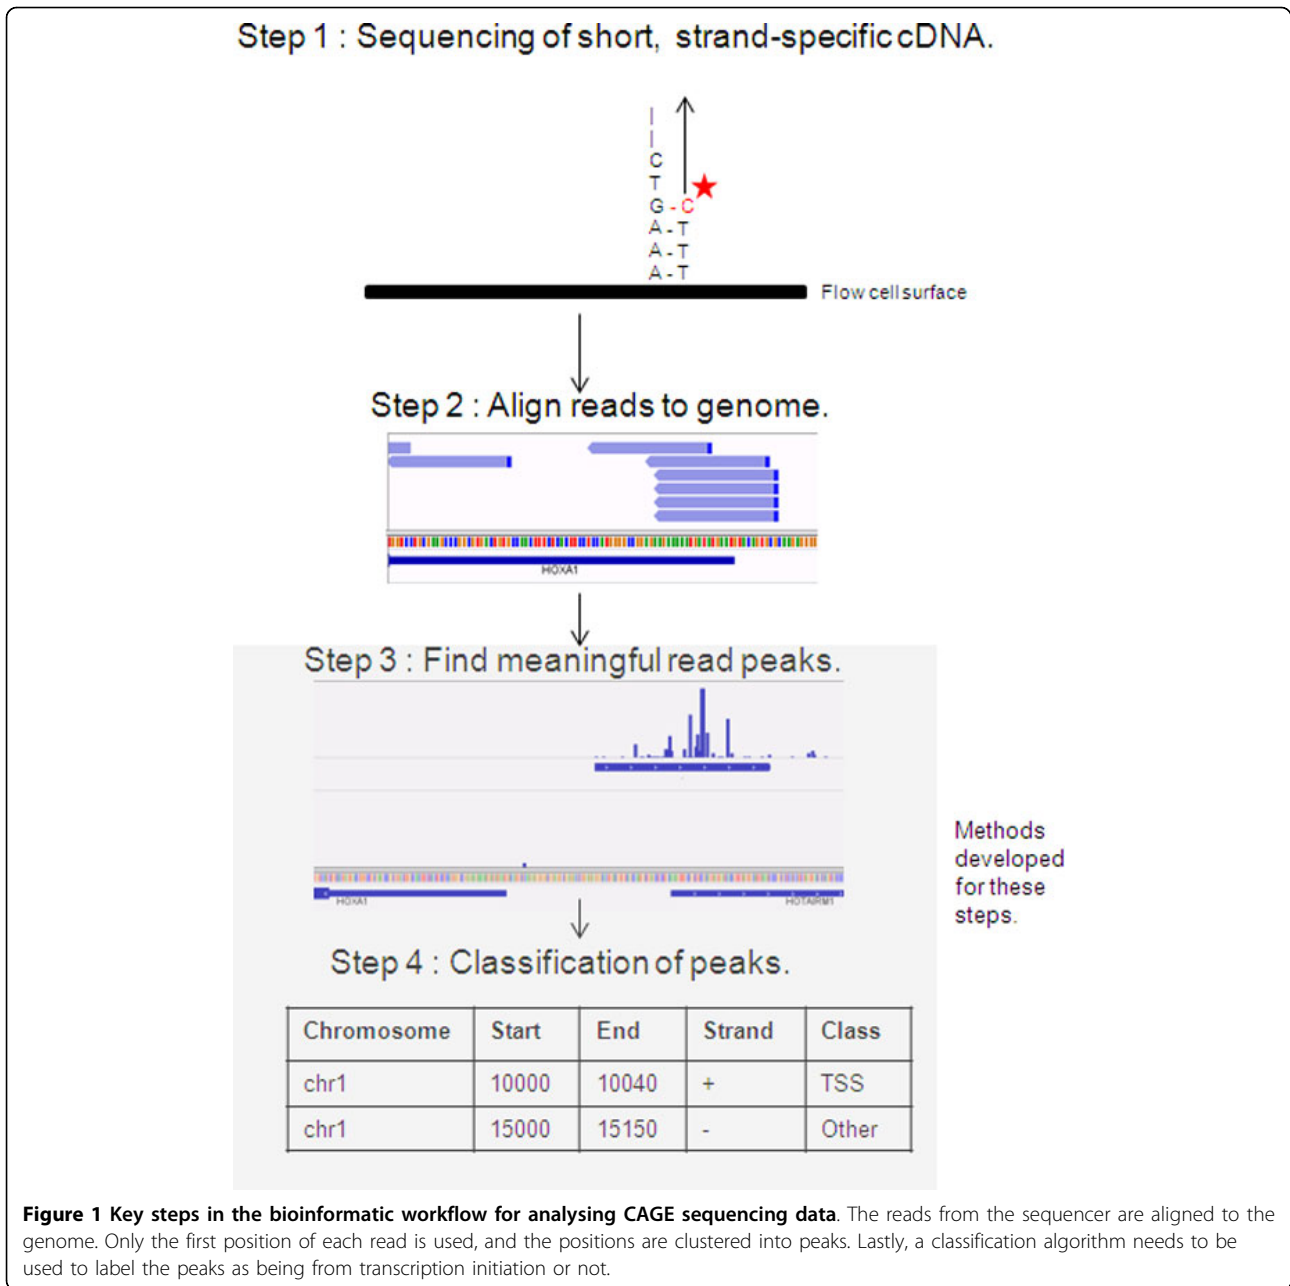 Step 1 : Sequencing of short, strand-specific cDNA.
|
|
C
T
G - C
A - T
A - T
A - T
Flow cell surface
Step 2 : Align reads to genome.
HOXA1
Step 3 : Find meaningful read peaks.
HOXA1
HOTAIRM1
Methods
developed
for these
steps.
Step 4 : Classification of peaks.
Chromosome Start End Strand Class
chr1 10000 10040 + TSS
chr1 15000 15150 - Other
Figure 1 Key steps in the bioinformatic workflow for analysing CAGE sequencing data. The reads from the sequencer are aligned to the
genome. Only the first position of each read is used, and the positions are clustered into peaks. Lastly, a classification algorithm needs to be
used to label the peaks as being from transcription initiation or not.